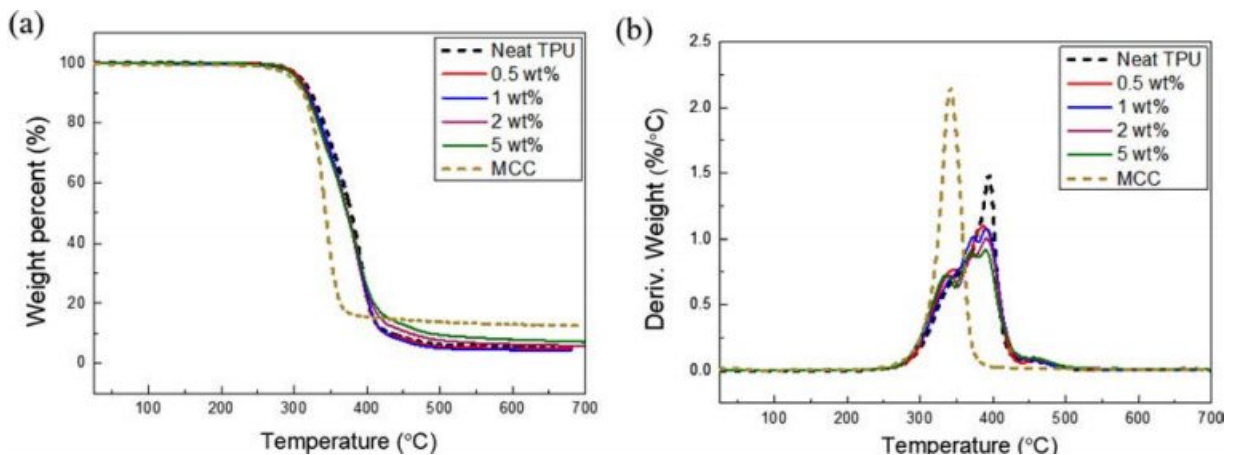 (a)
Weight percent (%)
100
80
60
40
20
0
Neat TPU
0.5 wt%
1 wt%
2 wt%
5 wt%
MCC
100 200 300 400 500 600 700
Temperature (°C)
(b)
Deriv. Weight (%/°C)
2.5
2.0
1.5
1.0
0.5
0.0
Neat TPU
0.5 wt%
1 wt%
2 wt%
5 wt%
MCC
100 200 300 400 500 600 700
Temperature (°C)